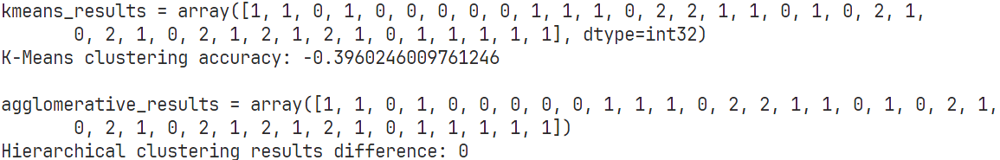 kmeans_results = array([1, 1, 0, 1, 0, 0, 0, 0, 0, 1, 1, 1, 0, 2, 2, 1, 1, 0, 1, 0, 2, 1,
       0, 2, 1, 0, 2, 1, 2, 1, 2, 1, 0, 1, 1, 1, 1, 1], dtype=int32)
K-Means clustering accuracy: -0.3960246009761246

agglomerative_results = array([1, 1, 0, 1, 0, 0, 0, 0, 0, 1, 1, 1, 0, 2, 2, 1, 1, 0, 1, 0, 2, 1,
       0, 2, 1, 0, 2, 1, 2, 1, 2, 1, 0, 1, 1, 1, 1, 1])
Hierarchical clustering results difference: 0